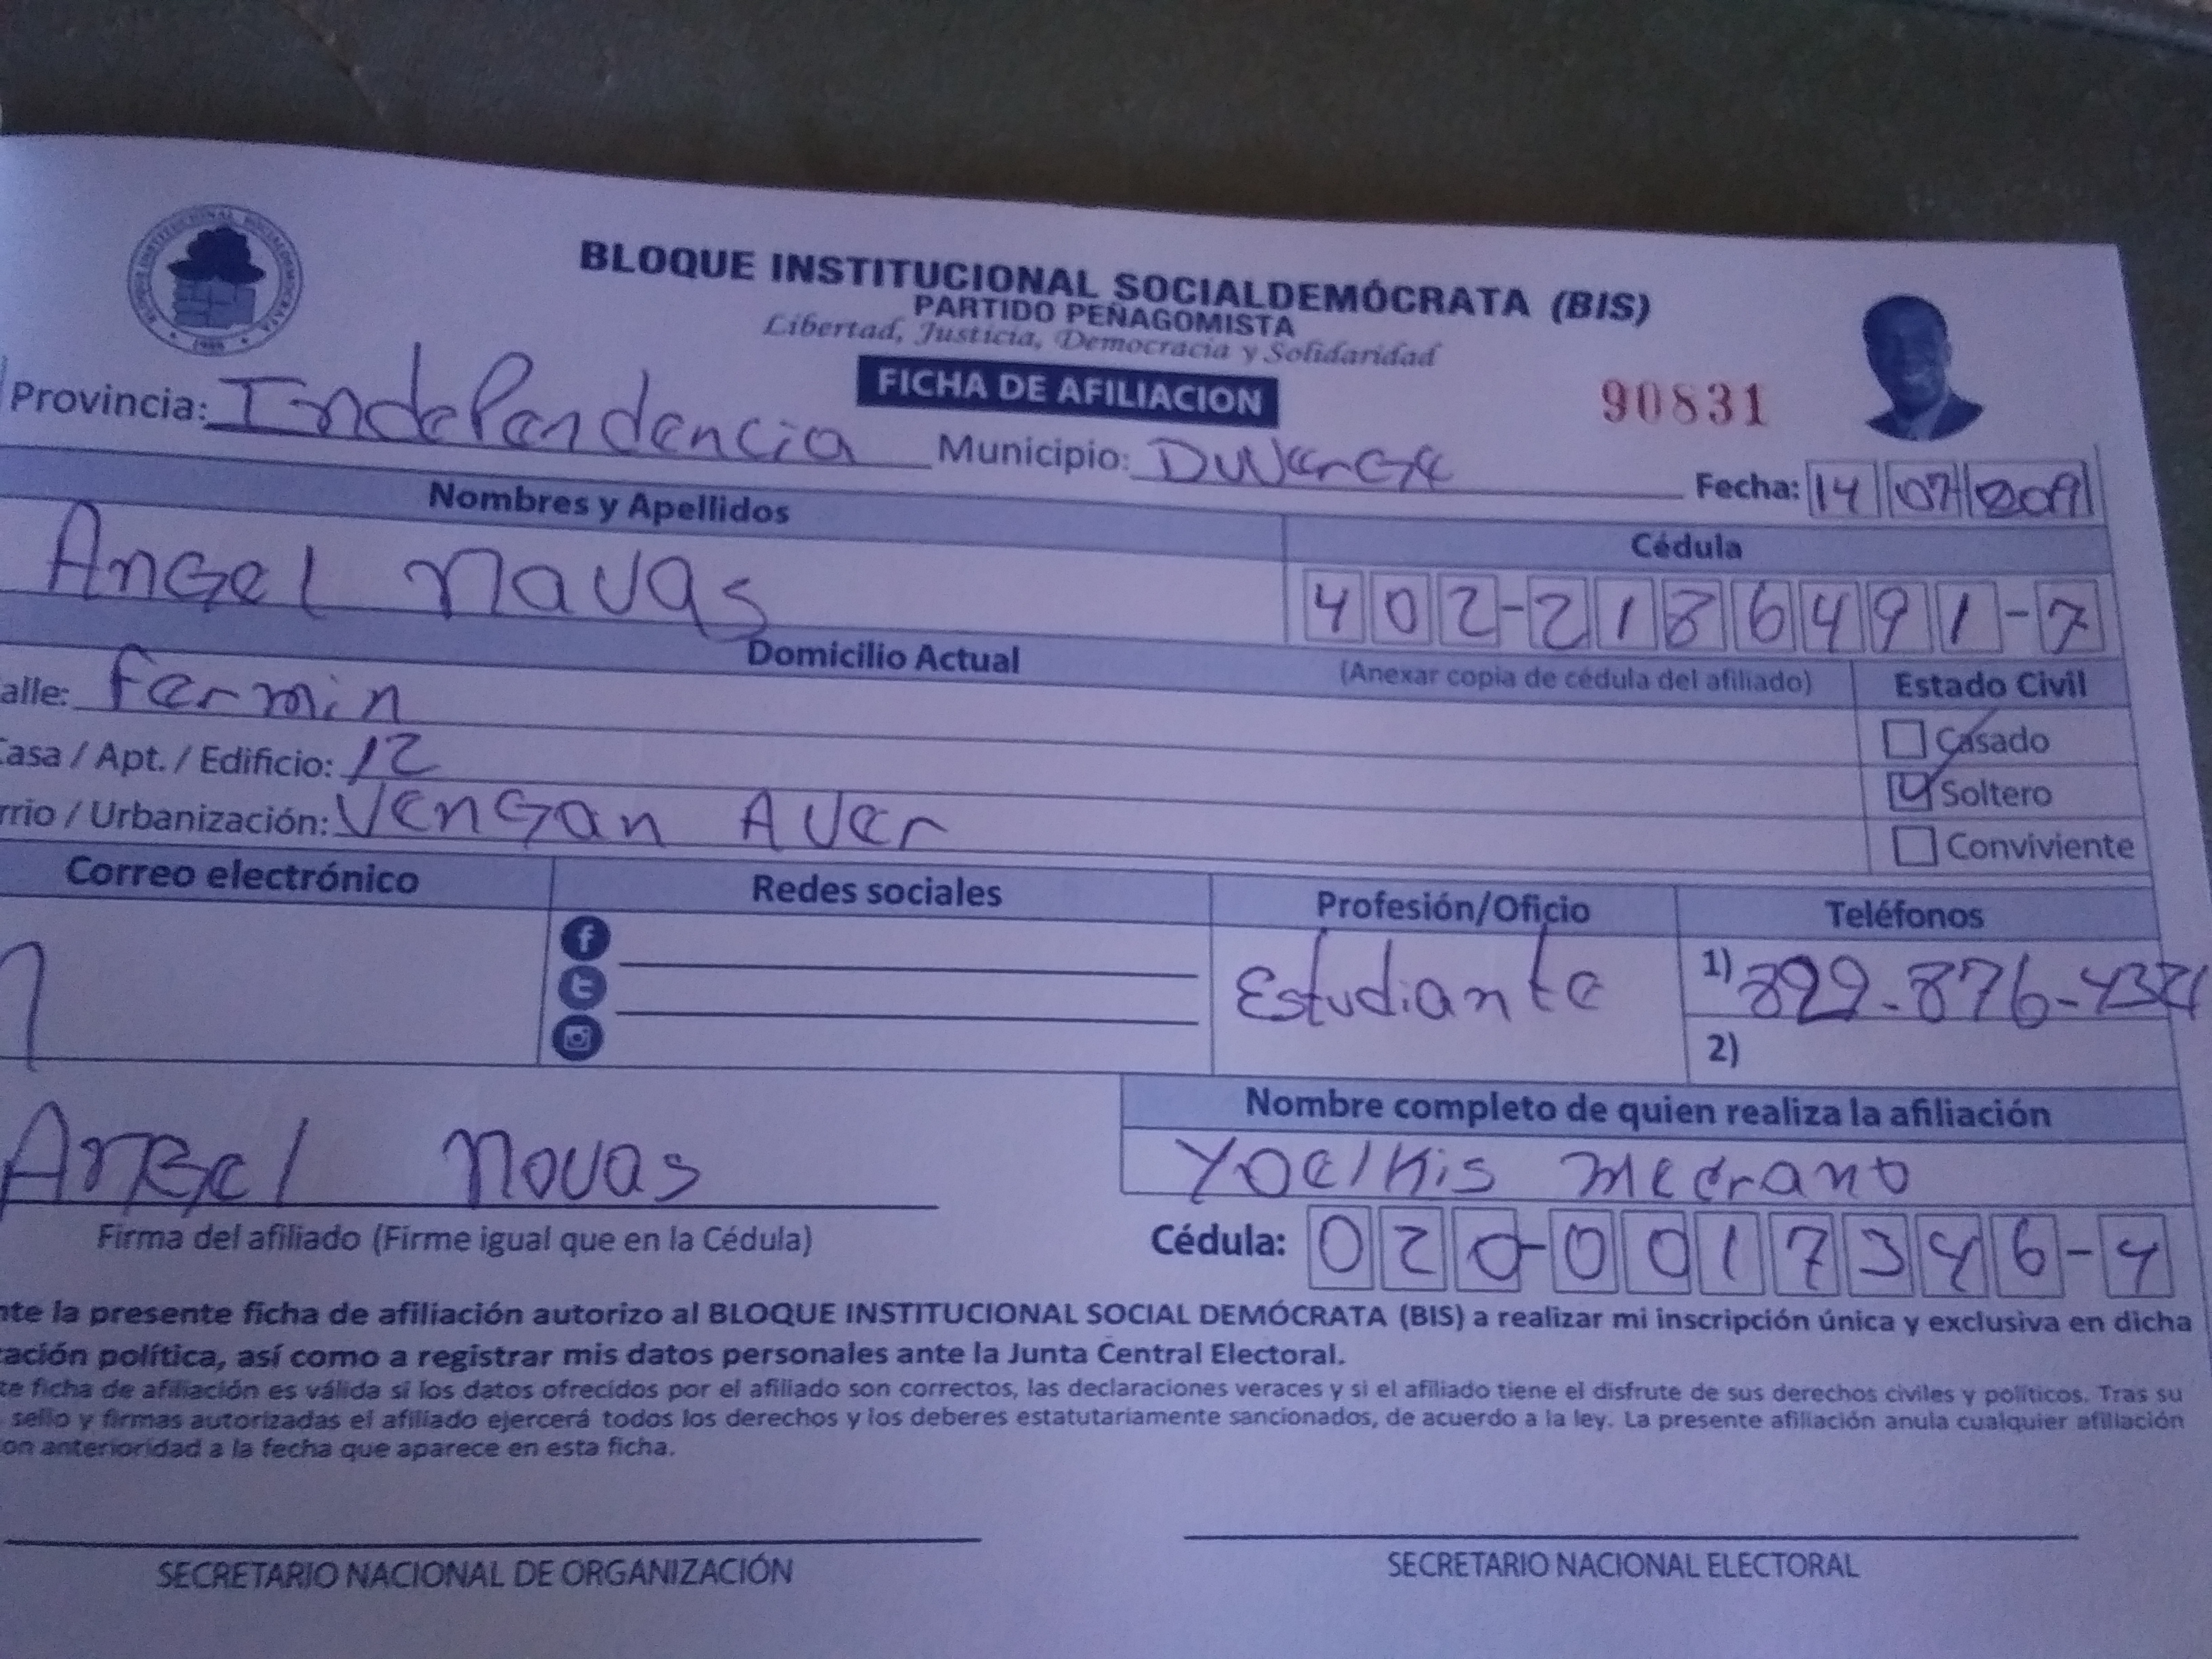 BLOQUE INSTITUCIONAL SOCIALDEMÓCRATA (BIS)
PARTIDO PEÑAGOMISTA
Libertad, Justicia, Democracia y Solidaridad
FICHA DE AFILIACION
90831
Provincia: Independencia Municipio: Duverge Fecha: 14 07 2019
Nombres y Apellidos Cédula
Angel Navas 402-2186491-7
Domicilio Actual (Anexar copia de cédula del afiliado) Estado Civil
alle: Fermin
Casado
Casa / Apt. / Edificio: 12
Soltero
rrio / Urbanización: Vengan Aver
Conviviente
Correo electrónico Redes sociales Profesión/Oficio Teléfonos
Estudiante 1) 829-876-
2)
Nombre completo de quien realiza la afiliación
Angel Novas Yoelkis Medrano
Firma del afiliado (Firme igual que en la Cédula) Cédula: 020-0017346-4
nte la presente ficha de afiliación autorizo al BLOQUE INSTITUCIONAL SOCIAL DEMÓCRATA (BIS) a realizar mi inscripción única y exclusiva en dicha
ación política, así como a registrar mis datos personales ante la Junta Central Electoral.
te ficha de afiliación es válida si los datos ofrecidos por el afiliado son correctos, las declaraciones veraces y si el afiliado tiene el disfrute de sus derechos civiles y políticos. Tras su
sello y firmas autorizadas el afiliado ejercerá todos los derechos y los deberes estatutariamente sancionados, de acuerdo a la ley. La presente afiliación anula cualquier afiliación
on anterioridad a la fecha que aparece en esta ficha.
SECRETARIO NACIONAL DE ORGANIZACIÓN SECRETARIO NACIONAL ELECTORAL